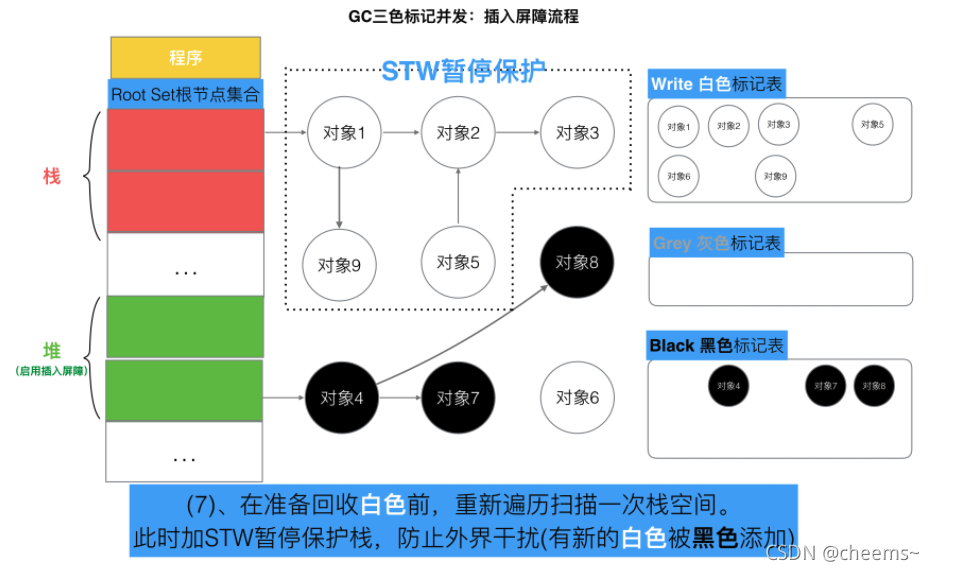 GC三色标记并发：插入屏障流程
程序
STW暂停保护
Root Set根节点集合
Write 白色标记表
对象1
对象2
对象3
对象1
对象2
对象3
对象5
栈
对象6
对象9
...
对象9
对象5
对象8
Grey 灰色标记表
堆
(启用插入屏障)
Black 黑色标记表
对象4
对象7
对象6
对象4
对象7
对象8
...
(7)、在准备回收白色前，重新遍历扫描一次栈空间。
此时加STW暂停保护栈，防止外界干扰(有新的白色被黑色添加)
CSDN @cheems~